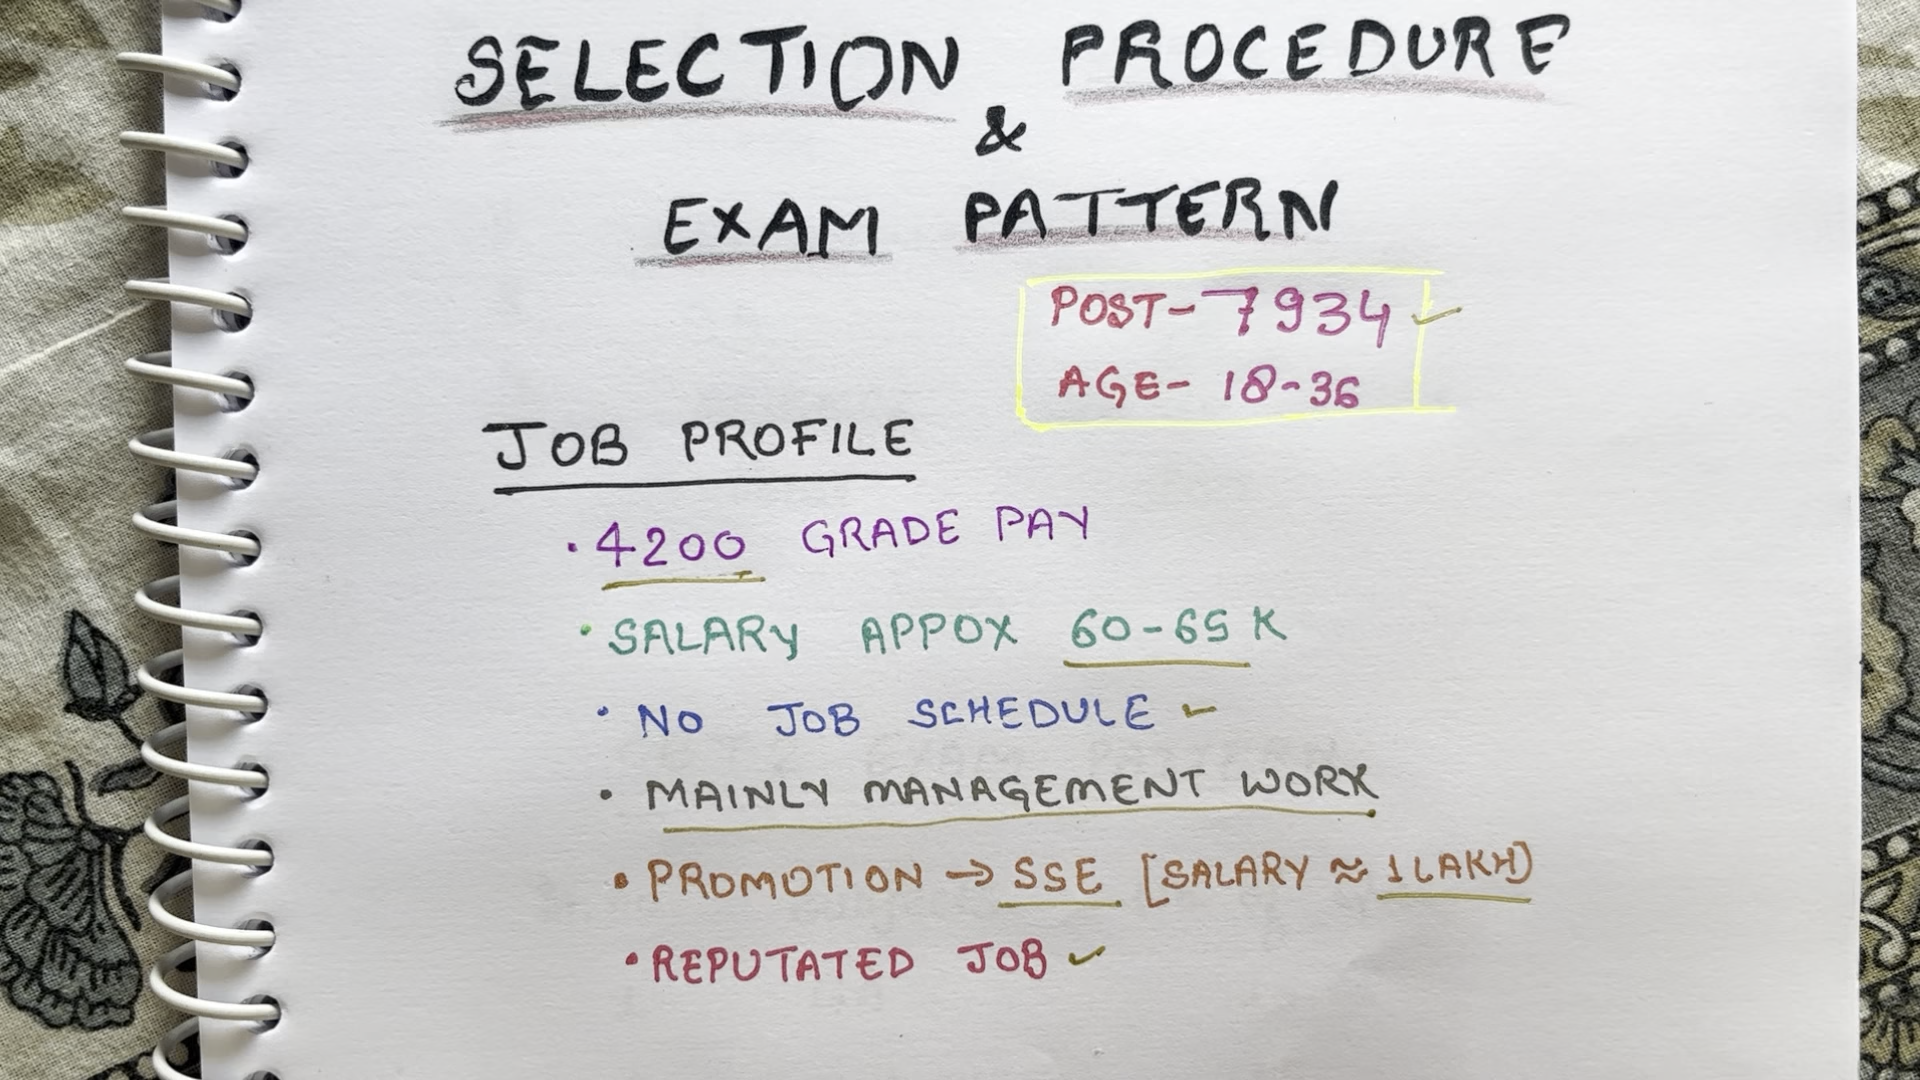 SELECTION PROCEDURE
&
EXAM PATTERN
POST- 7934
AGE- 18-36
JOB PROFILE
· 4200 GRADE PAY
· SALARY APPOX 60-65 K
· NO JOB SCHEDULE
· MAINLY MANAGEMENT WORK
· PROMOTION → SSE [SALARY ≈ 1 LAKH)
· REPUTATED JOB